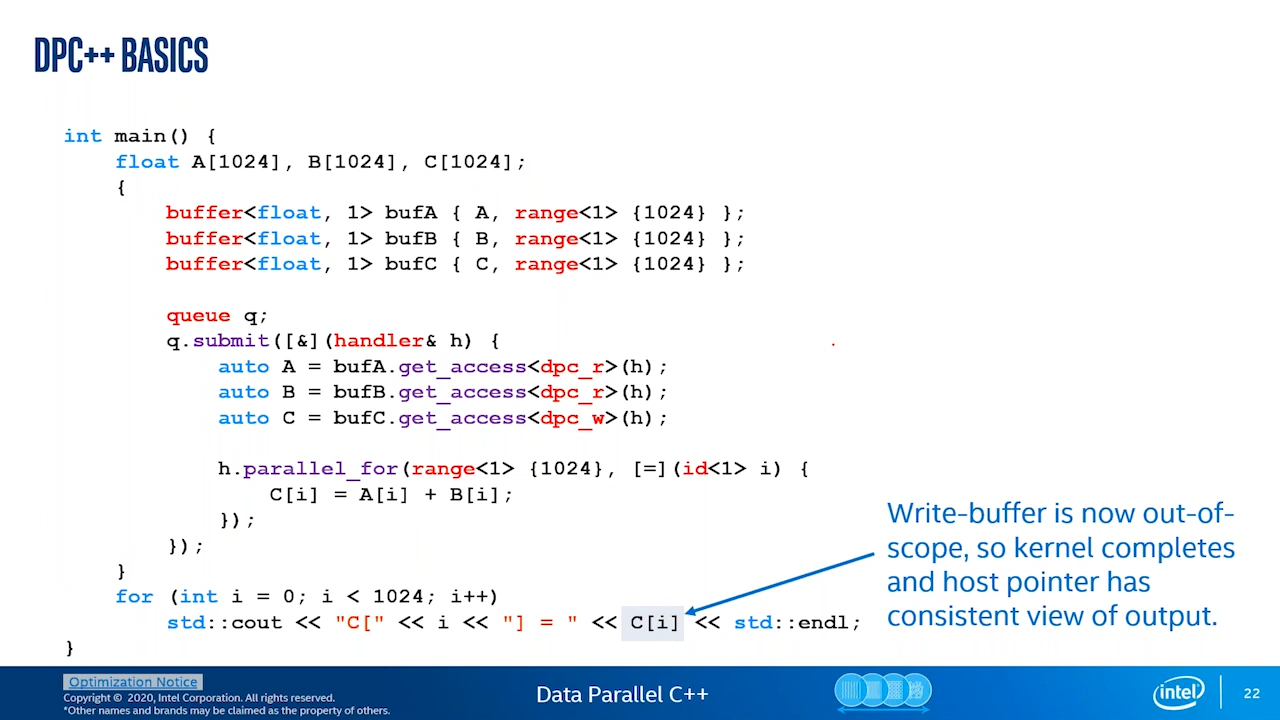 DPC++ BASICS
int main() {
    float A[1024], B[1024], C[1024];
    {
        buffer<float, 1> bufA { A, range<1> {1024} };
        buffer<float, 1> bufB { B, range<1> {1024} };
        buffer<float, 1> bufC { C, range<1> {1024} };
        queue q;
        q.submit([&](handler& h) {
            auto A = bufA.get_access<dpc_r>(h);
            auto B = bufB.get_access<dpc_r>(h);
            auto C = bufC.get_access<dpc_w>(h);
            h.parallel_for(range<1> {1024}, [=](id<1> i) {
                C[i] = A[i] + B[i];
            });
        });
    }
    for (int i = 0; i < 1024; i++)
        std::cout << "C[" << i << "] = " << C[i] << std::endl;
}
Write-buffer is now out-of-
scope, so kernel completes
and host pointer has
consistent view of output.
Optimization Notice
Copyright © 2020, Intel Corporation. All rights reserved.
*Other names and brands may be claimed as the property of others.
Data Parallel C++
intel
22